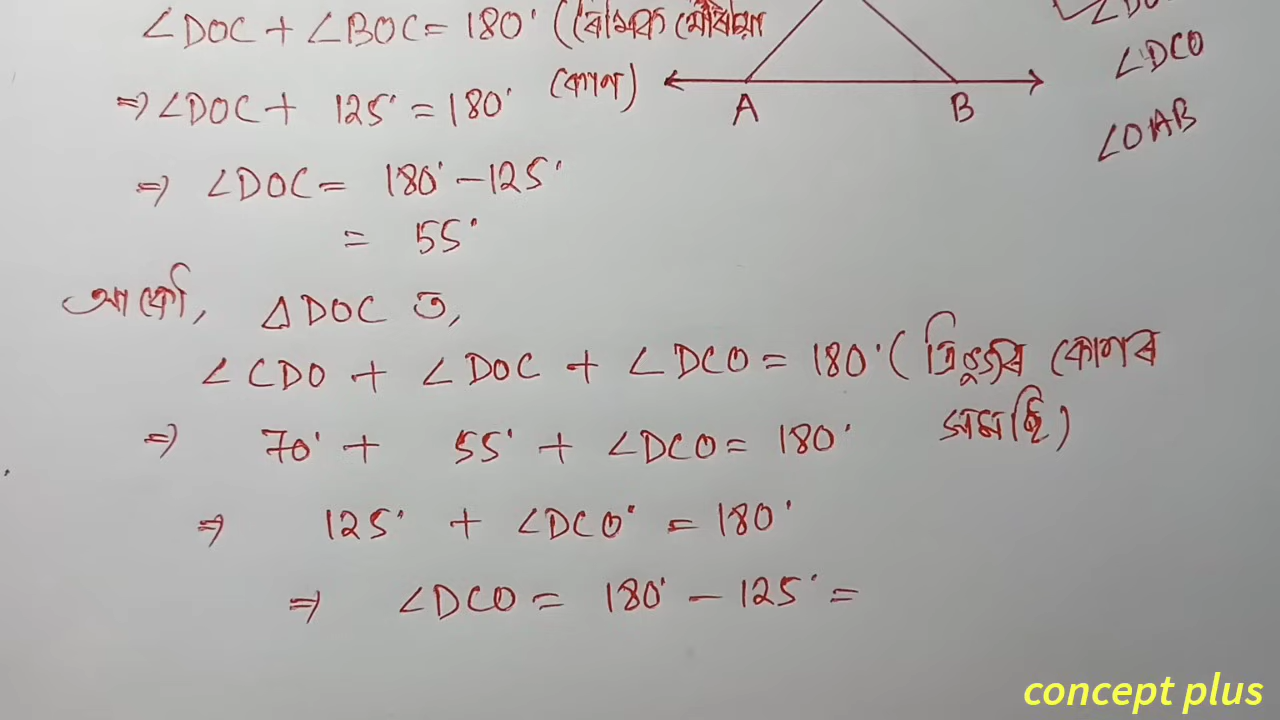 ∠DOC + ∠BOC = 180° (ৰৈখিক
কোণ)
∠DO
∠DCO
∠OAB
A B
⇒ ∠DOC + 125° = 180°
⇒ ∠DOC = 180° – 125°
= 55°
আকৌ, △DOC ত,
∠CDO + ∠DOC + ∠DCO = 180° (ত্ৰিভুজৰ কোণৰ
সমষ্টি)
⇒ 70° + 55° + ∠DCO = 180°
⇒ 125° + ∠DCO° = 180°
⇒ ∠DCO = 180° – 125° =
concept plus